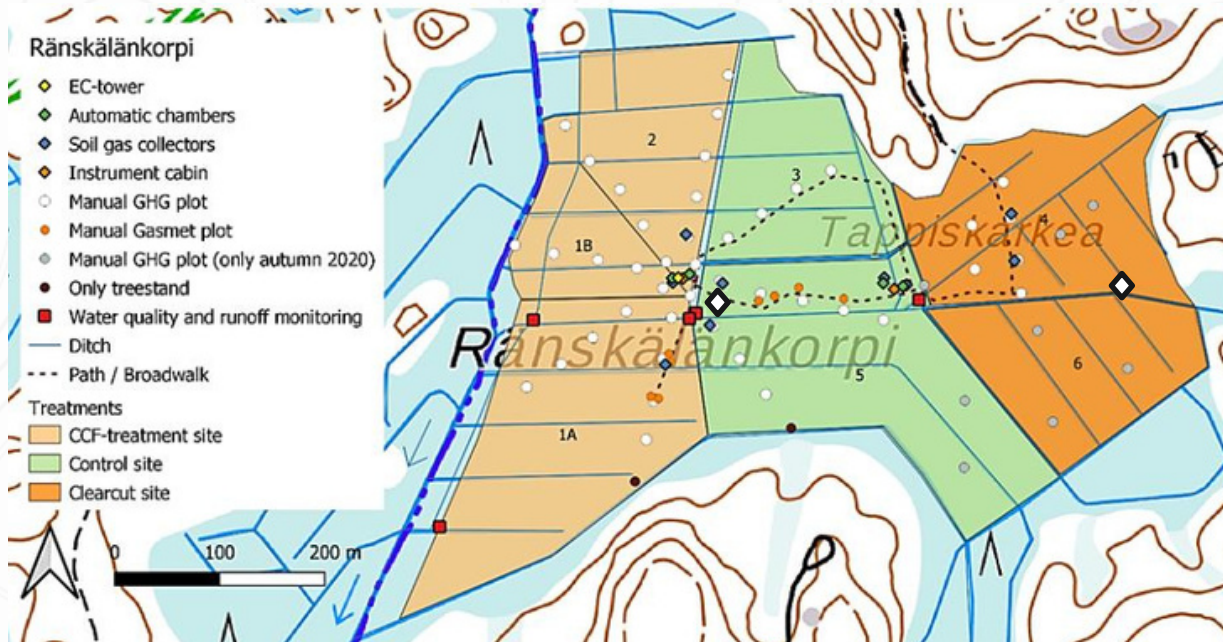 Ränskälänkorpi
EC-tower
Automatic chambers
Soil gas collectors
Instrument cabin
Manual GHG plot
Manual Gasmet plot
Manual GHG plot (only autumn 2020)
Only treestand
Water quality and runoff monitoring
Ditch
Path / Broadwalk
Treatments
CCF-treatment site
Control site
Clearcut site
0 100 200 m
2
3
4
1B
Tappiskarkea
Ränskälänkorpi
5
6
1A